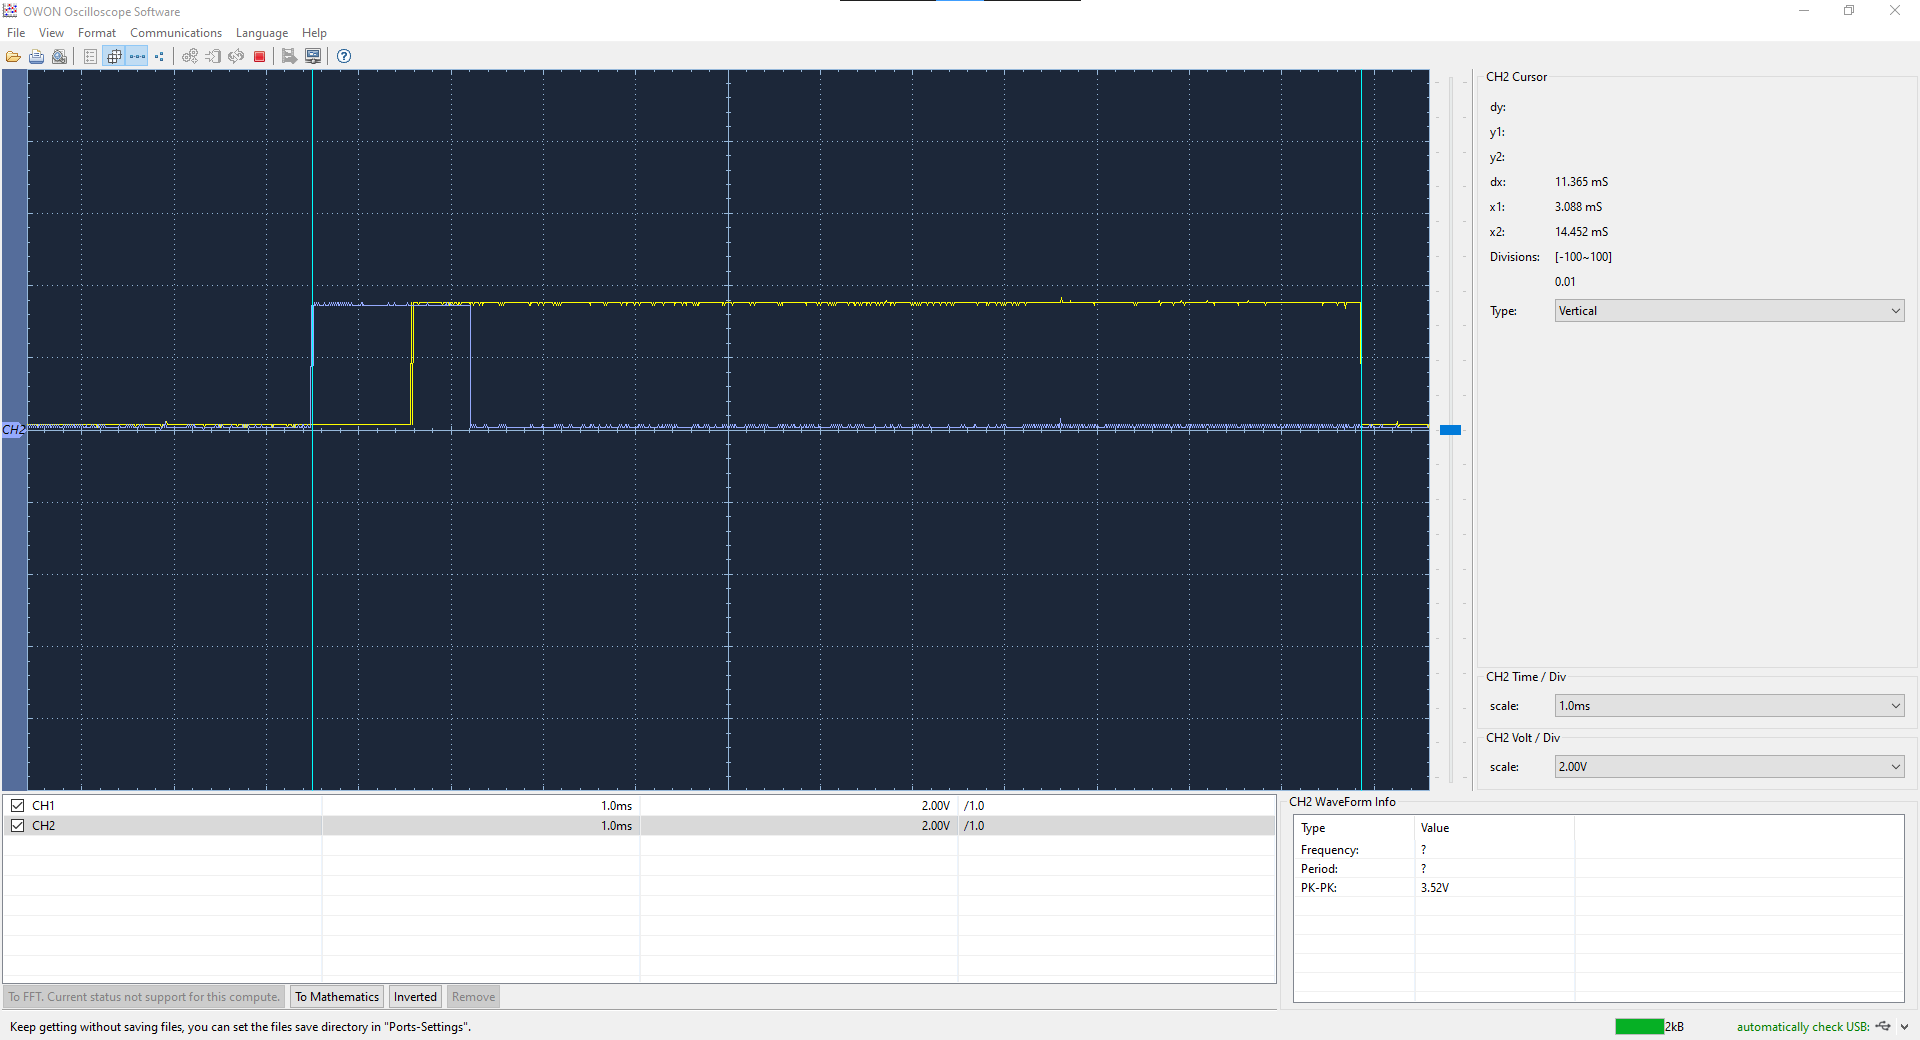 OWON Oscilloscope Software
File View Format Communications Language Help
CH2
CH2 Cursor
dy:
y1:
y2:
dx: 11.365 mS
x1: 3.088 mS
x2: 14.452 mS
Divisions: [-100~100]
0.01
Type: Vertical
CH2 Time / Div
scale: 1.0ms
CH2 Volt / Div
scale: 2.00V
CH1 1.0ms 2.00V /1.0
CH2 1.0ms 2.00V /1.0
CH2 WaveForm Info
Type Value
Frequency: ?
Period: ?
PK-PK: 3.52V
To FFT. Current status not support for this compute. To Mathematics Inverted Remove
Keep getting without saving files, you can set the files save directory in "Ports-Settings". 2kB automatically check USB: